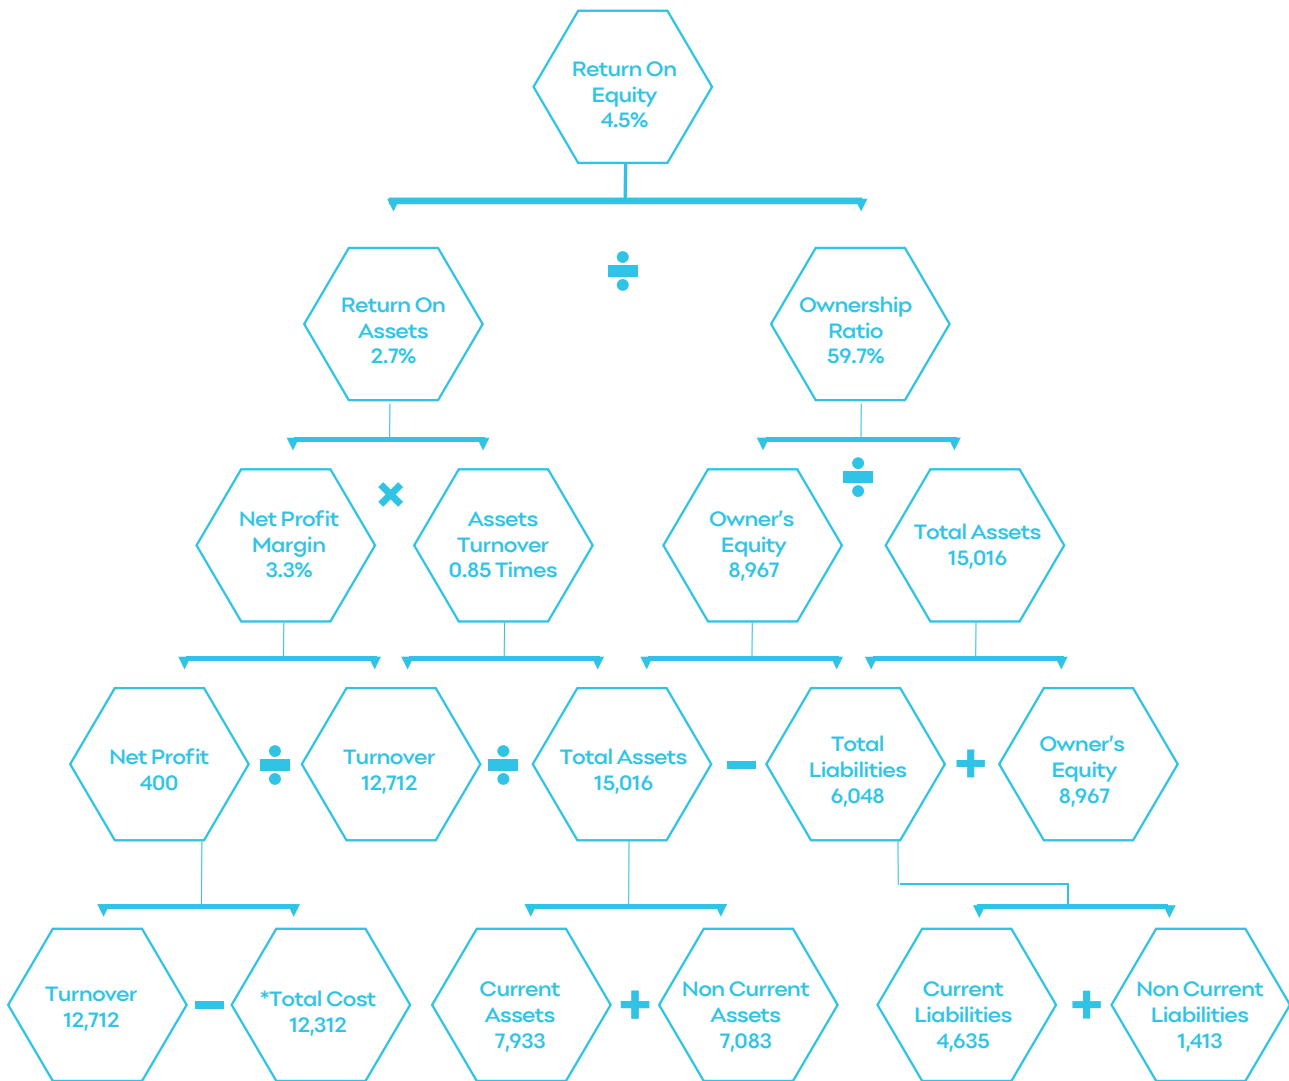 Return On
Equity
4.5%
÷
Return On
Assets
2.7%
Ownership
Ratio
59.7%
Net Profit
Margin
3.3%
×
Assets
Turnover
0.85 Times
Owner's
Equity
8,967
÷
Total Assets
15,016
Net Profit
400
÷
Turnover
12,712
÷
Total Assets
15,016
−
Total
Liabilities
6,048
+
Owner's
Equity
8,967
Turnover
12,712
−
*Total Cost
12,312
Current
Assets
7,933
+
Non Current
Assets
7,083
Current
Liabilities
4,635
+
Non Current
Liabilities
1,413